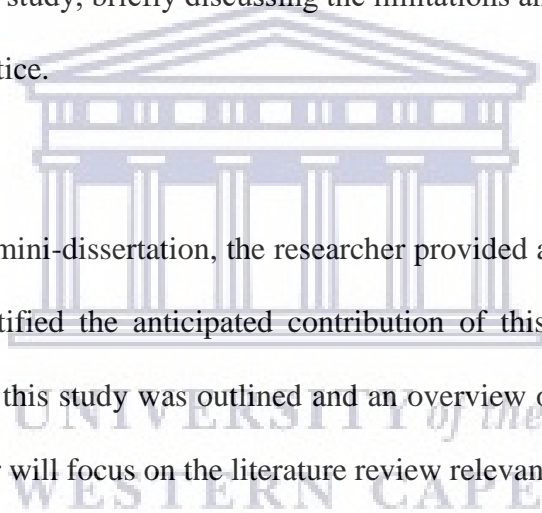 study, briefly discussing the limitations an
tice.
mini-dissertation, the researcher provided a
tified the anticipated contribution of this
this study was outlined and an overview o
UNIVERSITY of the
will focus on the literature review relevan
WESTERN CAPE